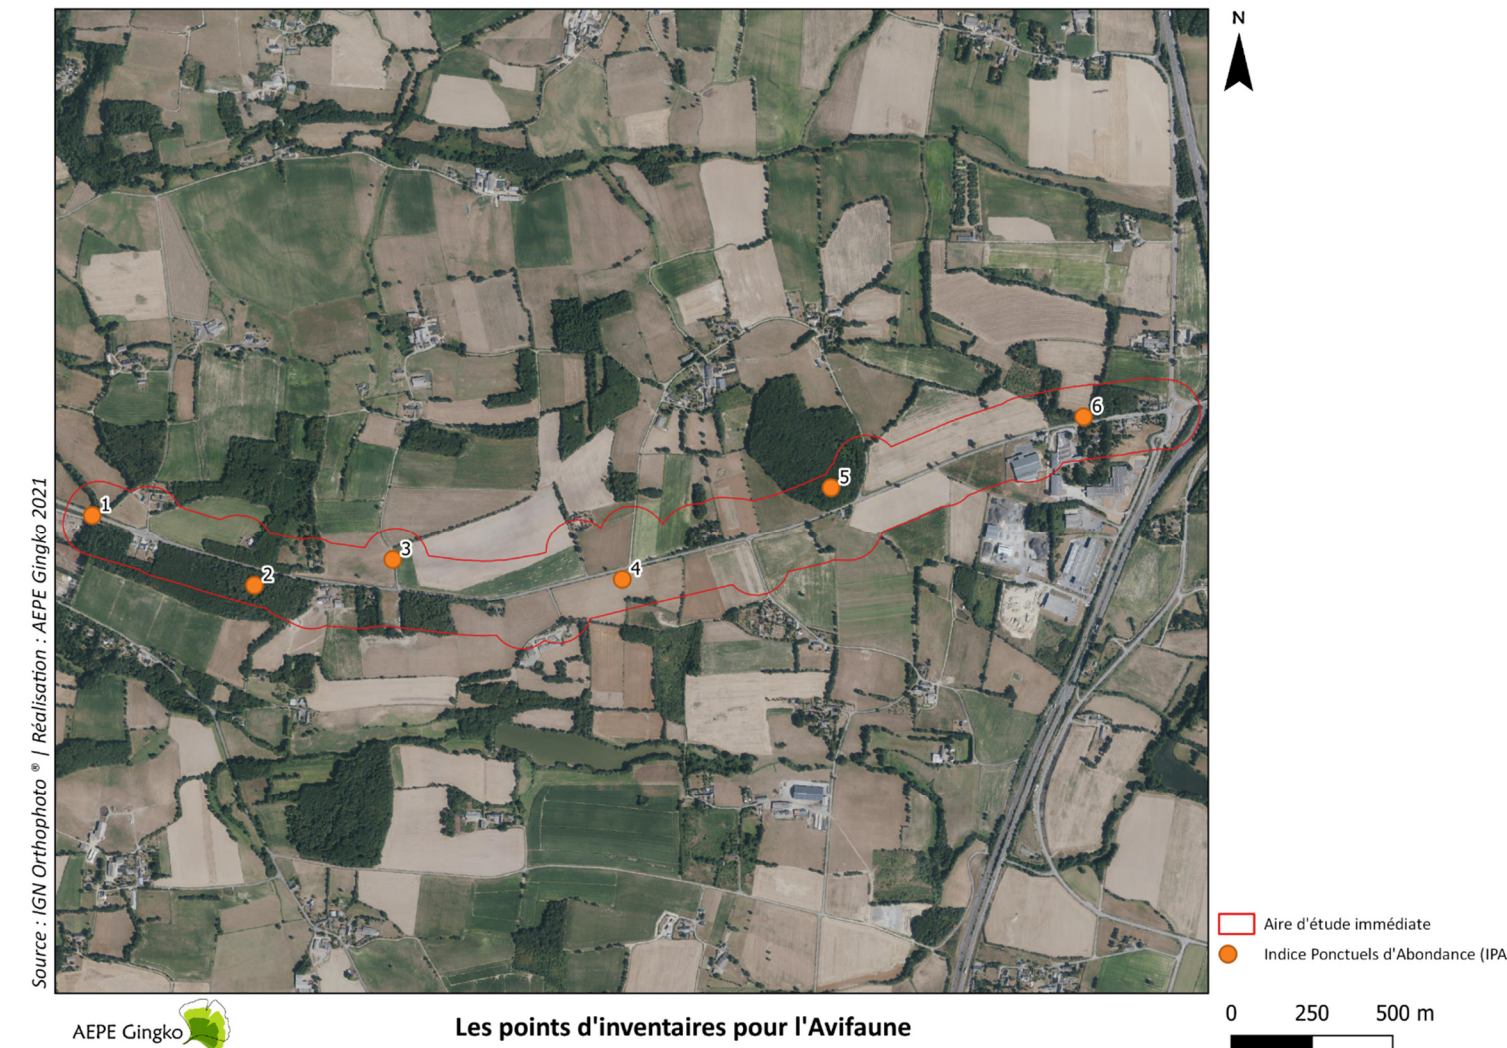 N
1
2
3
4
5
6
Source : IGN Orthophoto ® | Réalisation : AEPE Gingko 2021
Aire d'étude immédiate
Indice Ponctuels d'Abondance (IPA
0 250 500 m
AEPE Gingko
Les points d'inventaires pour l'Avifaune